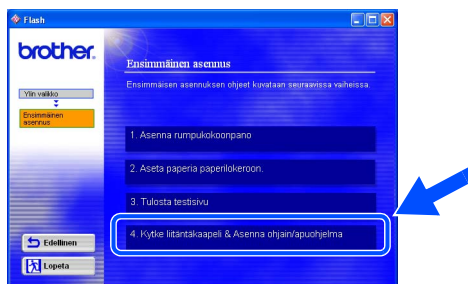 Flash
brother.
Ensimmäinen asennus
Ensimmäisen asennuksen ohjeet kuvataan seuraavissa vaiheissa.
Ylin valikko
Ensimmäinen
asennus
1. Asenna rumpukokoonpano
2. Aseta paperia paperilokeroon.
3. Tulosta testisivu
4. Kytke liitäntäkaapeli & Asenna ohjain/apuohjelma
Edellinen
Lopeta